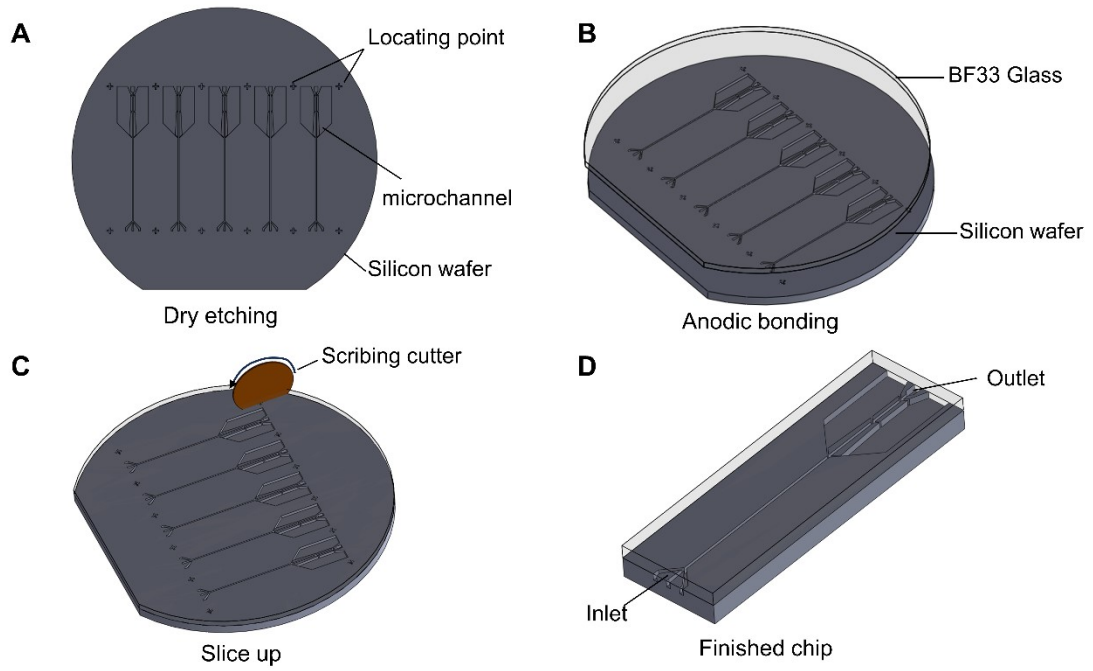 A
Locating point
microchannel
Silicon wafer
Dry etching
B
BF33 Glass
Silicon wafer
Anodic bonding
C
Scribing cutter
Slice up
D
Outlet
Inlet
Finished chip